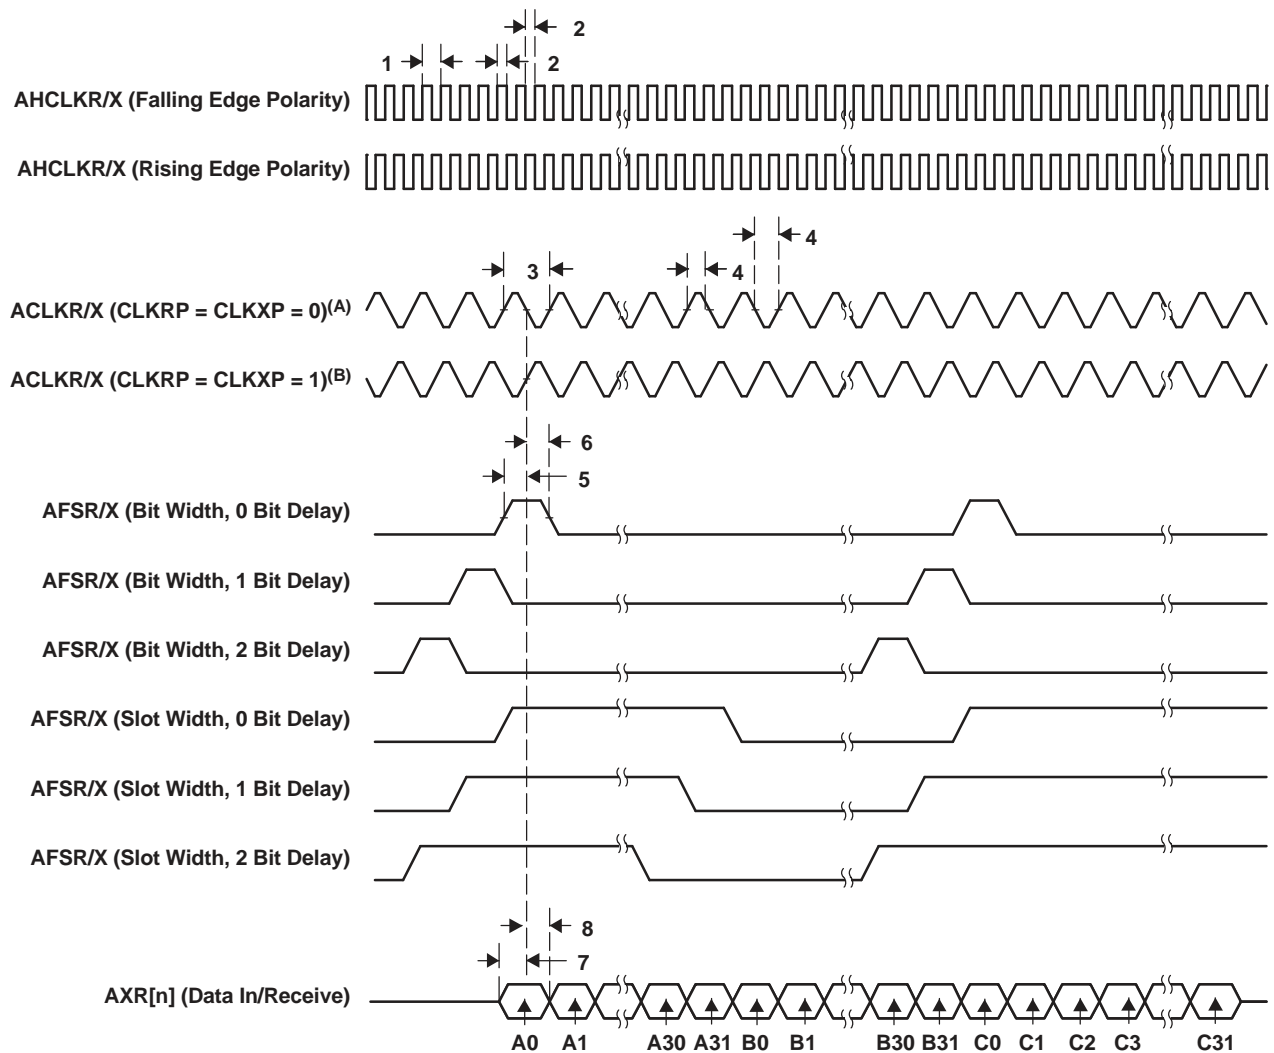 2
1
2
AHCLKR/X (Falling Edge Polarity)
AHCLKR/X (Rising Edge Polarity)
4
3
4
ACLKR/X (CLKRP = CLKXP = 0)(A)
ACLKR/X (CLKRP = CLKXP = 1)(B)
6
5
AFSR/X (Bit Width, 0 Bit Delay)
AFSR/X (Bit Width, 1 Bit Delay)
AFSR/X (Bit Width, 2 Bit Delay)
AFSR/X (Slot Width, 0 Bit Delay)
AFSR/X (Slot Width, 1 Bit Delay)
AFSR/X (Slot Width, 2 Bit Delay)
8
7
AXR[n] (Data In/Receive)
A0 A1 A30 A31 B0 B1 B30 B31 C0 C1 C2 C3 C31